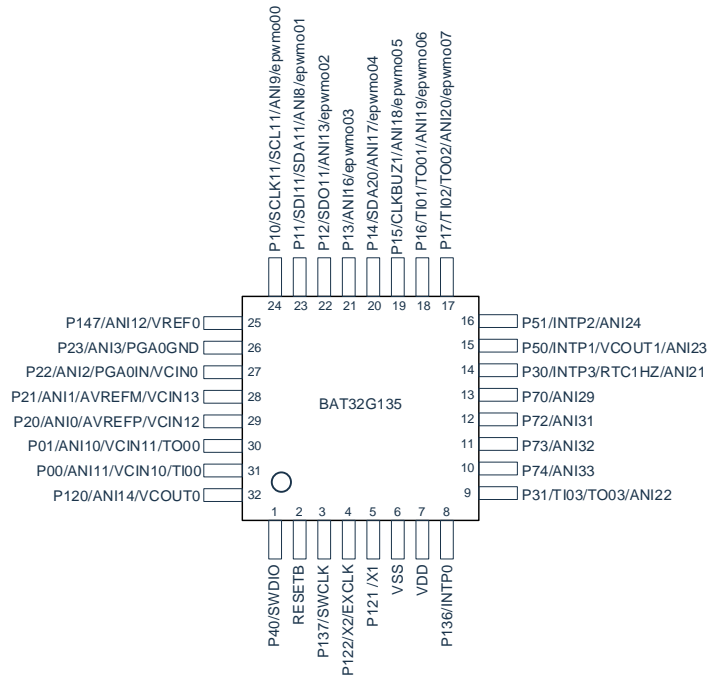 P10/SCLK11/SCL11/ANI9/epwmo00
P11/SDI11/SDA11/ANI8/epwmo01
P12/SDO11/ANI13/epwmo02
P13/ANI16/epwmo03
P14/SDA20/ANI17/epwmo04
P15/CLKBUZ1/ANI18/epwmo05
P16/TI01/TO01/ANI19/epwmo06
P17/TI02/TO02/ANI20/epwmo07
24
23
22
21
20
19
18
17
P147/ANI12/VREF0
25
P23/ANI3/PGA0GND
26
P22/ANI2/PGA0IN/VCIN0
27
P21/ANI1/AVREFM/VCIN13
28
P20/ANI0/AVREFP/VCIN12
29
P01/ANI10/VCIN11/TO00
30
P00/ANI11/VCIN10/TI00
31
P120/ANI14/VCOUT0
32
BAT32G135
16
P51/INTP2/ANI24
15
P50/INTP1/VCOUT1/ANI23
14
P30/INTP3/RTC1HZ/ANI21
13
P70/ANI29
12
P72/ANI31
11
P73/ANI32
10
P74/ANI33
9
P31/TI03/TO03/ANI22
1
2
3
4
5
6
7
8
P40/SWDIO
RESETB
P137/SWCLK
P122/X2/EXCLK
P121 /X1
VSS
VDD
P136/INTP0